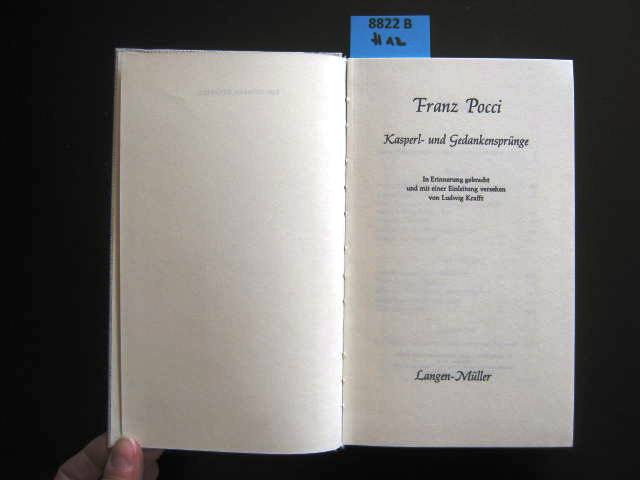 8822 B
# 12
Franz Pocci
Kasperl- und Gedankensprünge
In Erinnerung gebracht
und mit einer Einleitung versehen
von Ludwig Krafft
Langen-Müller